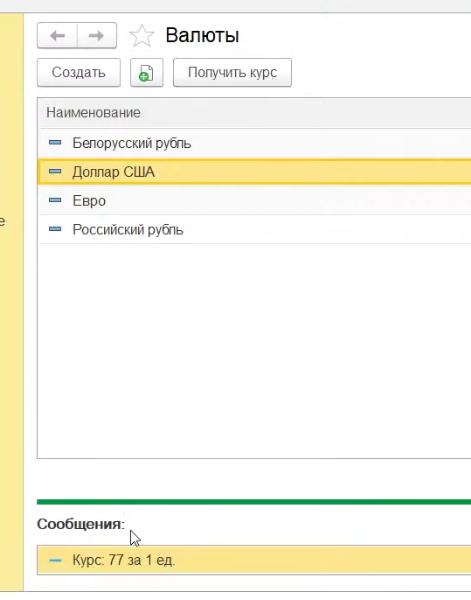 Валюты
Создать Получить курс
Наименование
Белорусский рубль
Доллар США
Евро
е
Российский рубль
Сообщения:
Курс: 77 за 1 ед.